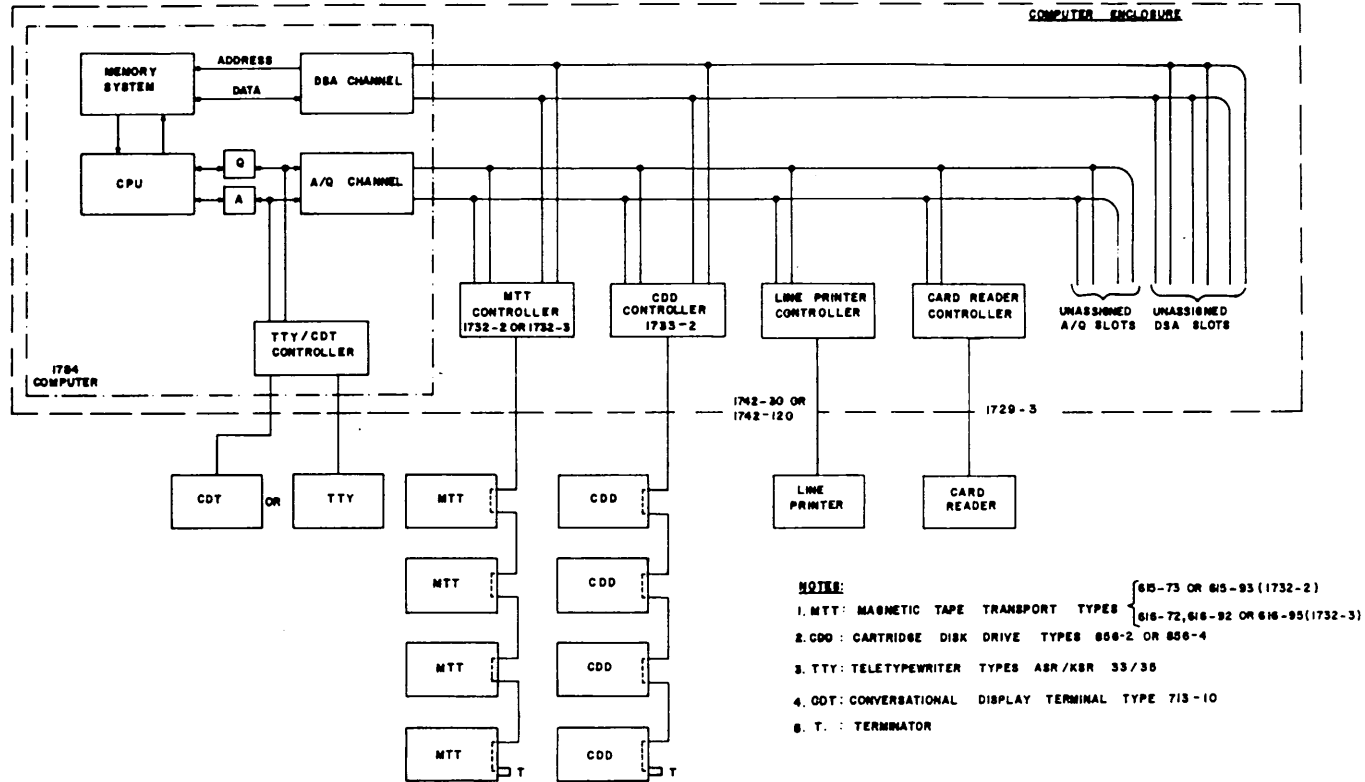 COMPUTER ENCLOSURE
MEMORY
SYSTEM
ADDRESS
DATA
DSA CHANNEL
CPU
Q
A
A/Q CHANNEL
MTT
CONTROLLER
1732-2 OR 1732-3
CDD
CONTROLLER
1733-2
LINE PRINTER
CONTROLLER
CARD READER
CONTROLLER
UNASSIGNED
A/Q SLOTS
UNASSIGNED
DSA SLOTS
TTY/CDT
CONTROLLER
1784
COMPUTER
1742-30 OR
1742-120
1729-3
CDT
OR
TTY
MTT
CDD
LINE
PRINTER
CARD
READER
MTT
CDD
MTT
CDD
MTT
T
CDD
T
NOTES:
1. MTT: MAGNETIC TAPE TRANSPORT TYPES
615-73 OR 615-93 (1732-2)
616-72, 616-92 OR 616-95 (1732-3)
2. CDD: CARTRIDGE DISK DRIVE TYPES 856-2 OR 856-4
3. TTY: TELETYPEWRITER TYPES ASR/KSR 33/35
4. CDT: CONVERSATIONAL DISPLAY TERMINAL TYPE 713-10
5. T. : TERMINATOR